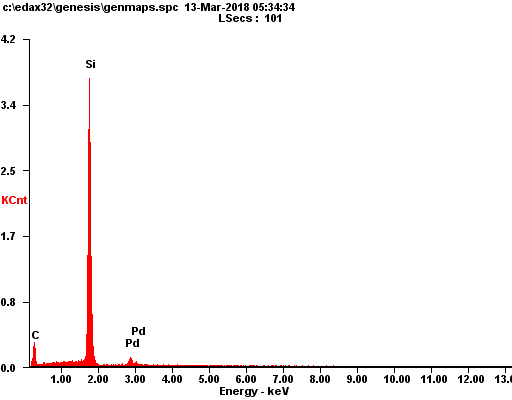 c:\edax32\genesis\genmaps.spc 13-Mar-2018 05:34:34
LSecs : 101
4.2
Si
3.4
2.5
KCnt
1.7
0.8
Pd
C
Pd
0.0
1.00 2.00 3.00 4.00 5.00 6.00 7.00 8.00 9.00 10.00 11.00 12.00 13.0
Energy - keV